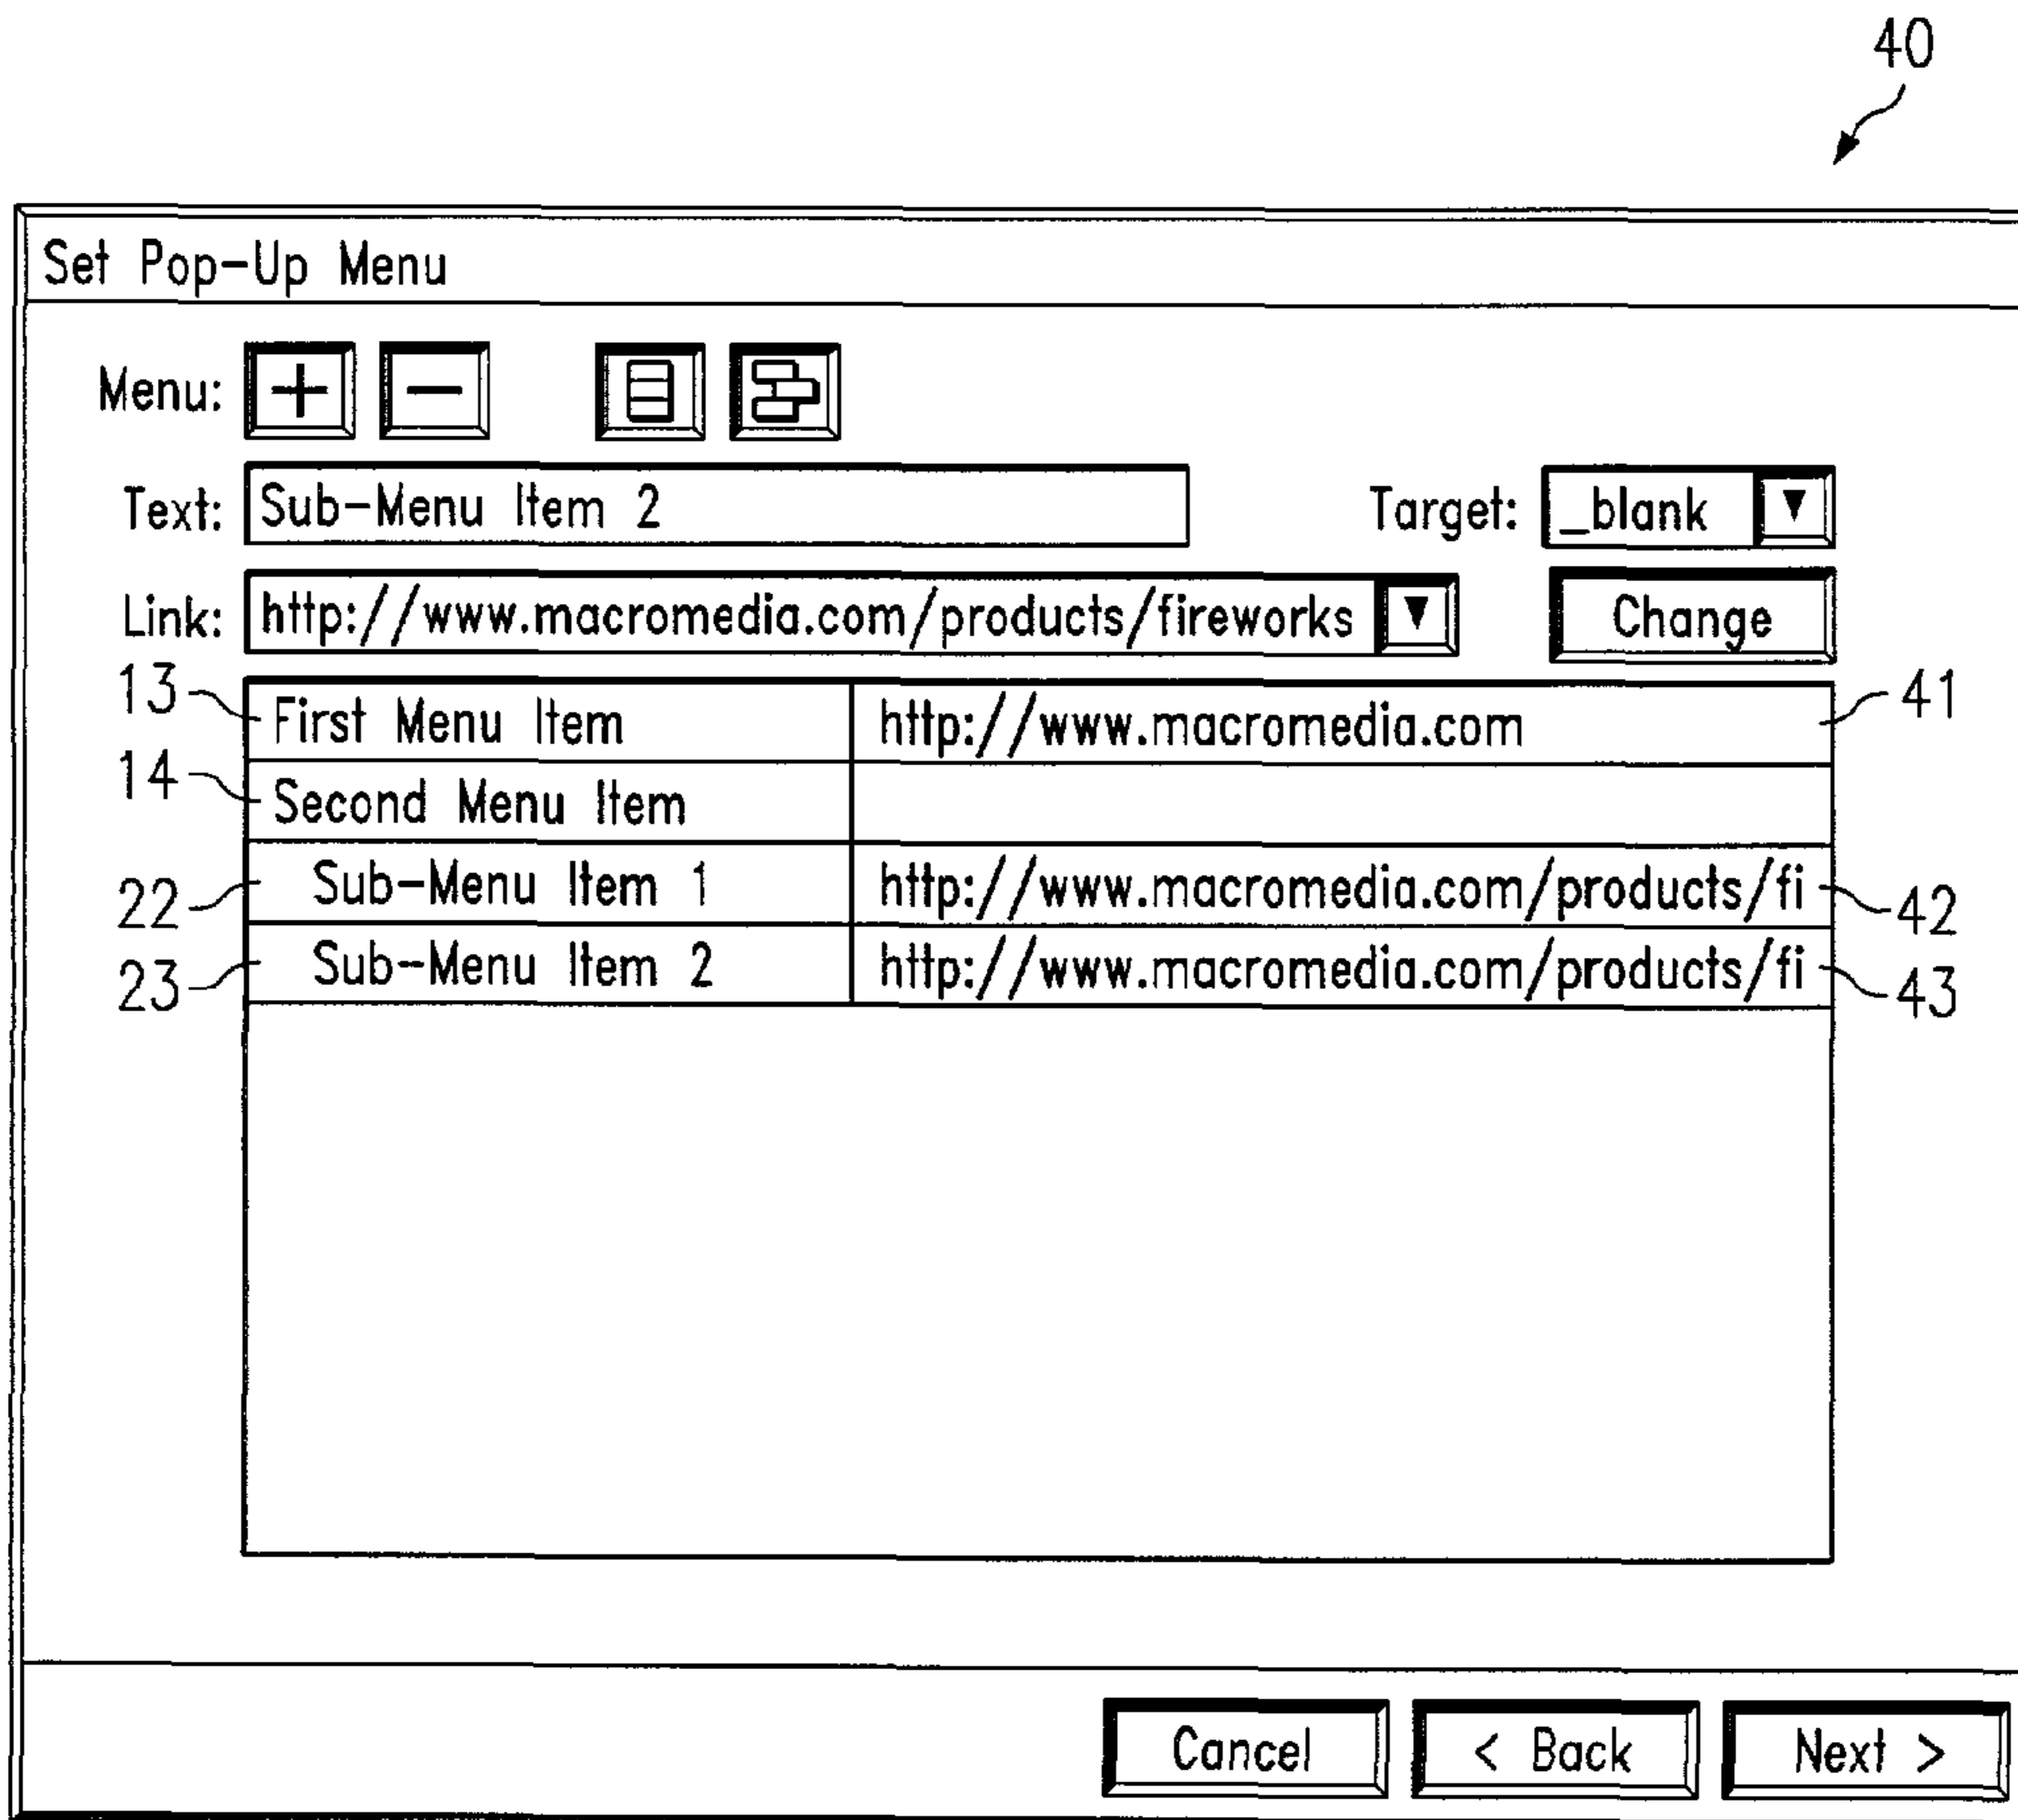 40
Set Pop-Up Menu
Menu: + −
Text: Sub-Menu Item 2 Target: _blank ▼
Link: http://www.macromedia.com/products/fireworks ▼ Change
13 First Menu Item http://www.macromedia.com 41
14 Second Menu Item
22 Sub-Menu Item 1 http://www.macromedia.com/products/fi 42
23 Sub-Menu Item 2 http://www.macromedia.com/products/fi 43
Cancel < Back Next >